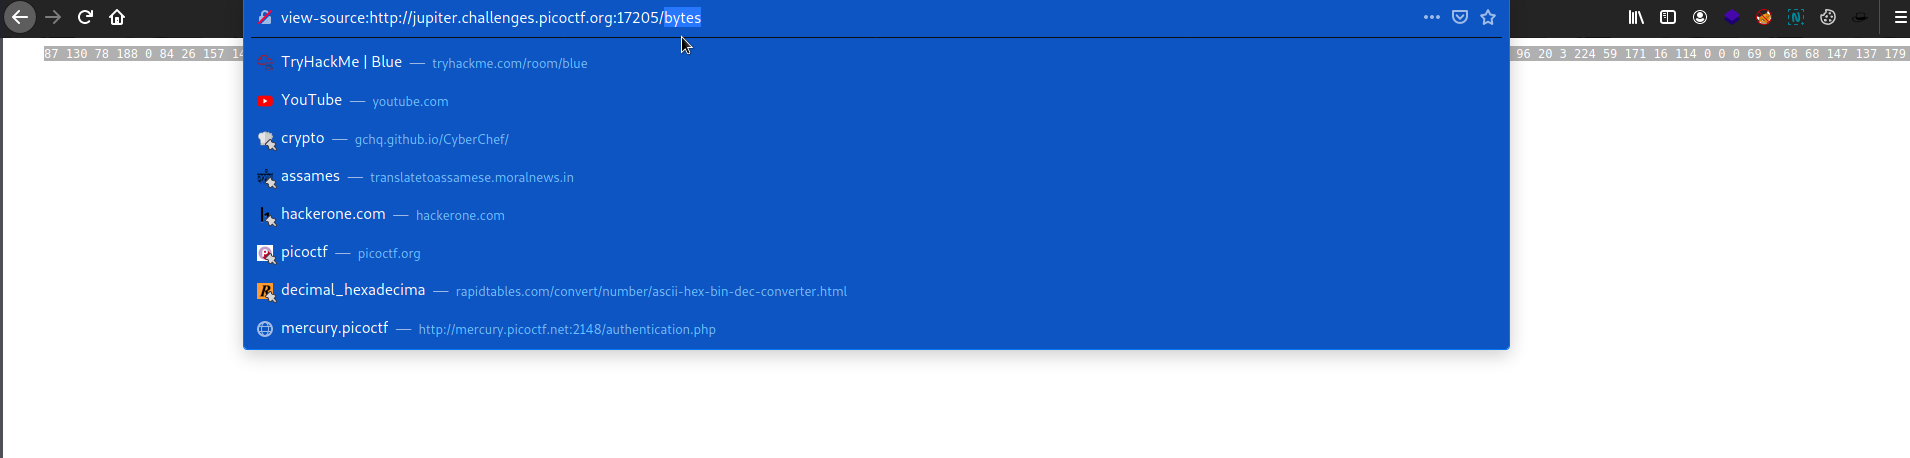 view-source:http://jupiter.challenges.picoctf.org:17205/bytes
87 130 78 188 0 84 26 157 96 20 3 224 59 171 16 114 0 0 0 69 0 68 68 147 137 179
TryHackMe | Blue — tryhackme.com/room/blue
YouTube — youtube.com
crypto — gchq.github.io/CyberChef/
assames — translatetoassamese.moralnews.in
hackerone.com — hackerone.com
picoctf — picoctf.org
decimal_hexadecima — rapidtables.com/convert/number/ascii-hex-bin-dec-converter.html
mercury.picoctf — http://mercury.picoctf.net:2148/authentication.php